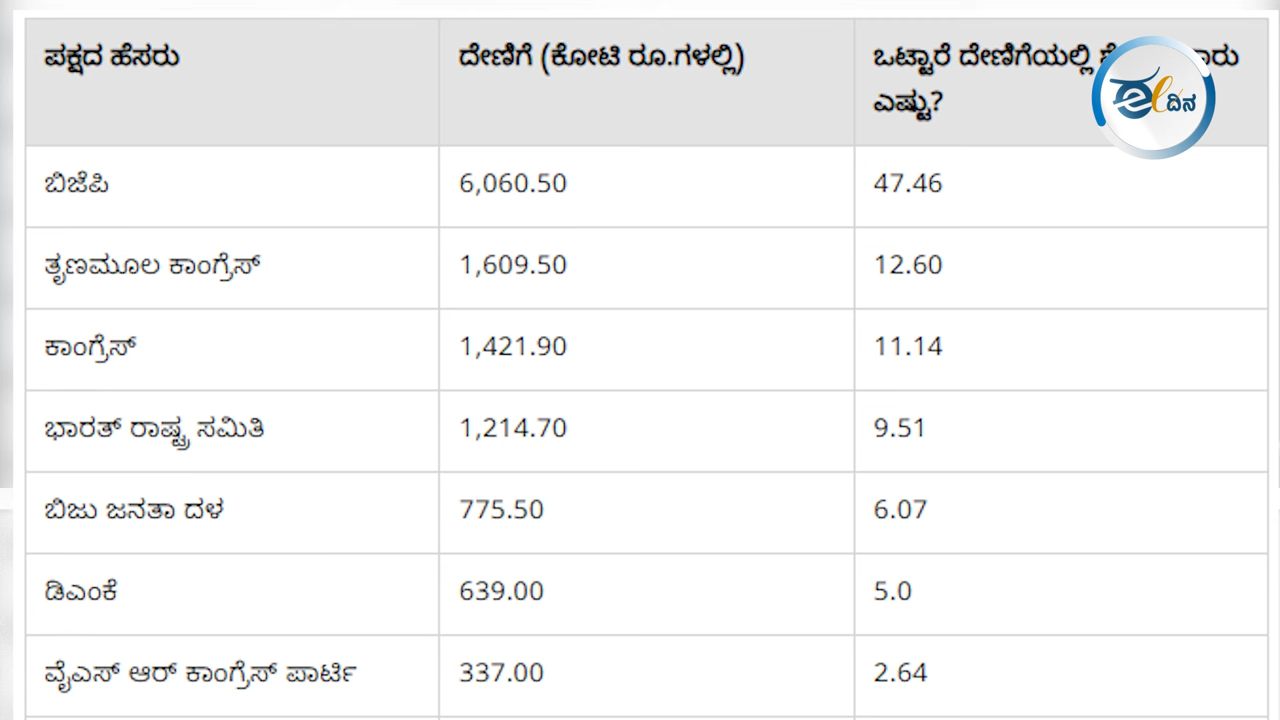 ಪಕ್ಷದ ಹೆಸರು ದೇಣಿಗೆ (ಕೋಟಿ ರೂ.ಗಳಲ್ಲಿ) ಒಟ್ಟಾರೆ ದೇಣಿಗೆಯಲ್ಲಿ
ಎಷ್ಟು?
eದಿನ
ಬಿಜೆಪಿ 6,060.50 47.46
ತೃಣಮೂಲ ಕಾಂಗ್ರೆಸ್ 1,609.50 12.60
ಕಾಂಗ್ರೆಸ್ 1,421.90 11.14
ಭಾರತ್ ರಾಷ್ಟ್ರ ಸಮಿತಿ 1,214.70 9.51
ಬಿಜು ಜನತಾ ದಳ 775.50 6.07
ಡಿಎಂಕೆ 639.00 5.0
ವೈಎಸ್ ಆರ್ ಕಾಂಗ್ರೆಸ್ ಪಾರ್ಟಿ 337.00 2.64